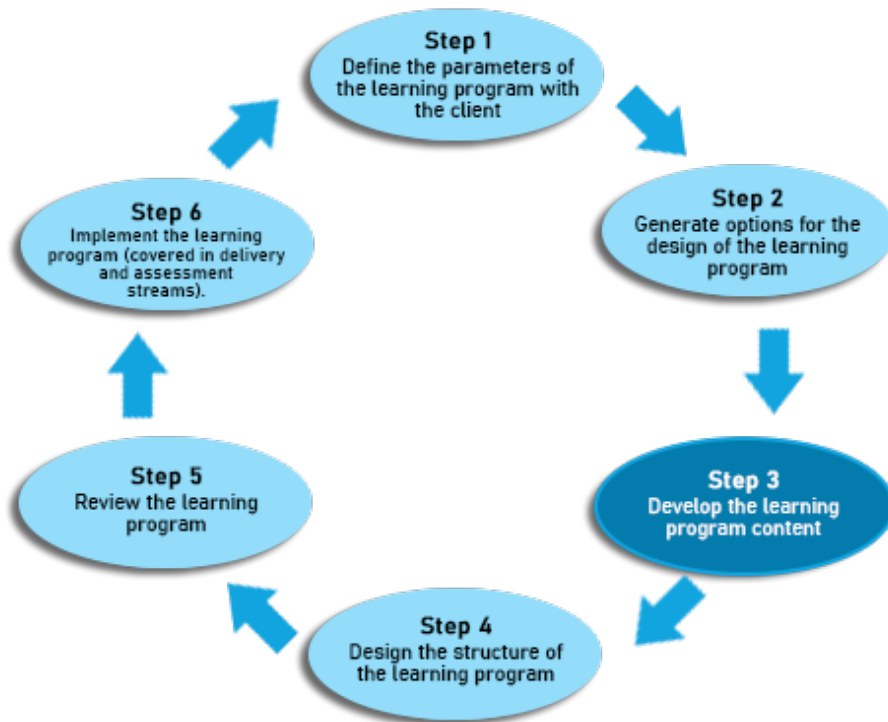 Step 1
Define the parameters of
the learning program with
the client
Step 2
Generate options for the
design of the learning
program
Step 3
Develop the learning
program content
Step 4
Design the structure of
the learning program
Step 5
Review the learning
program
Step 6
Implement the learning
program (covered in delivery
and assessment
streams).